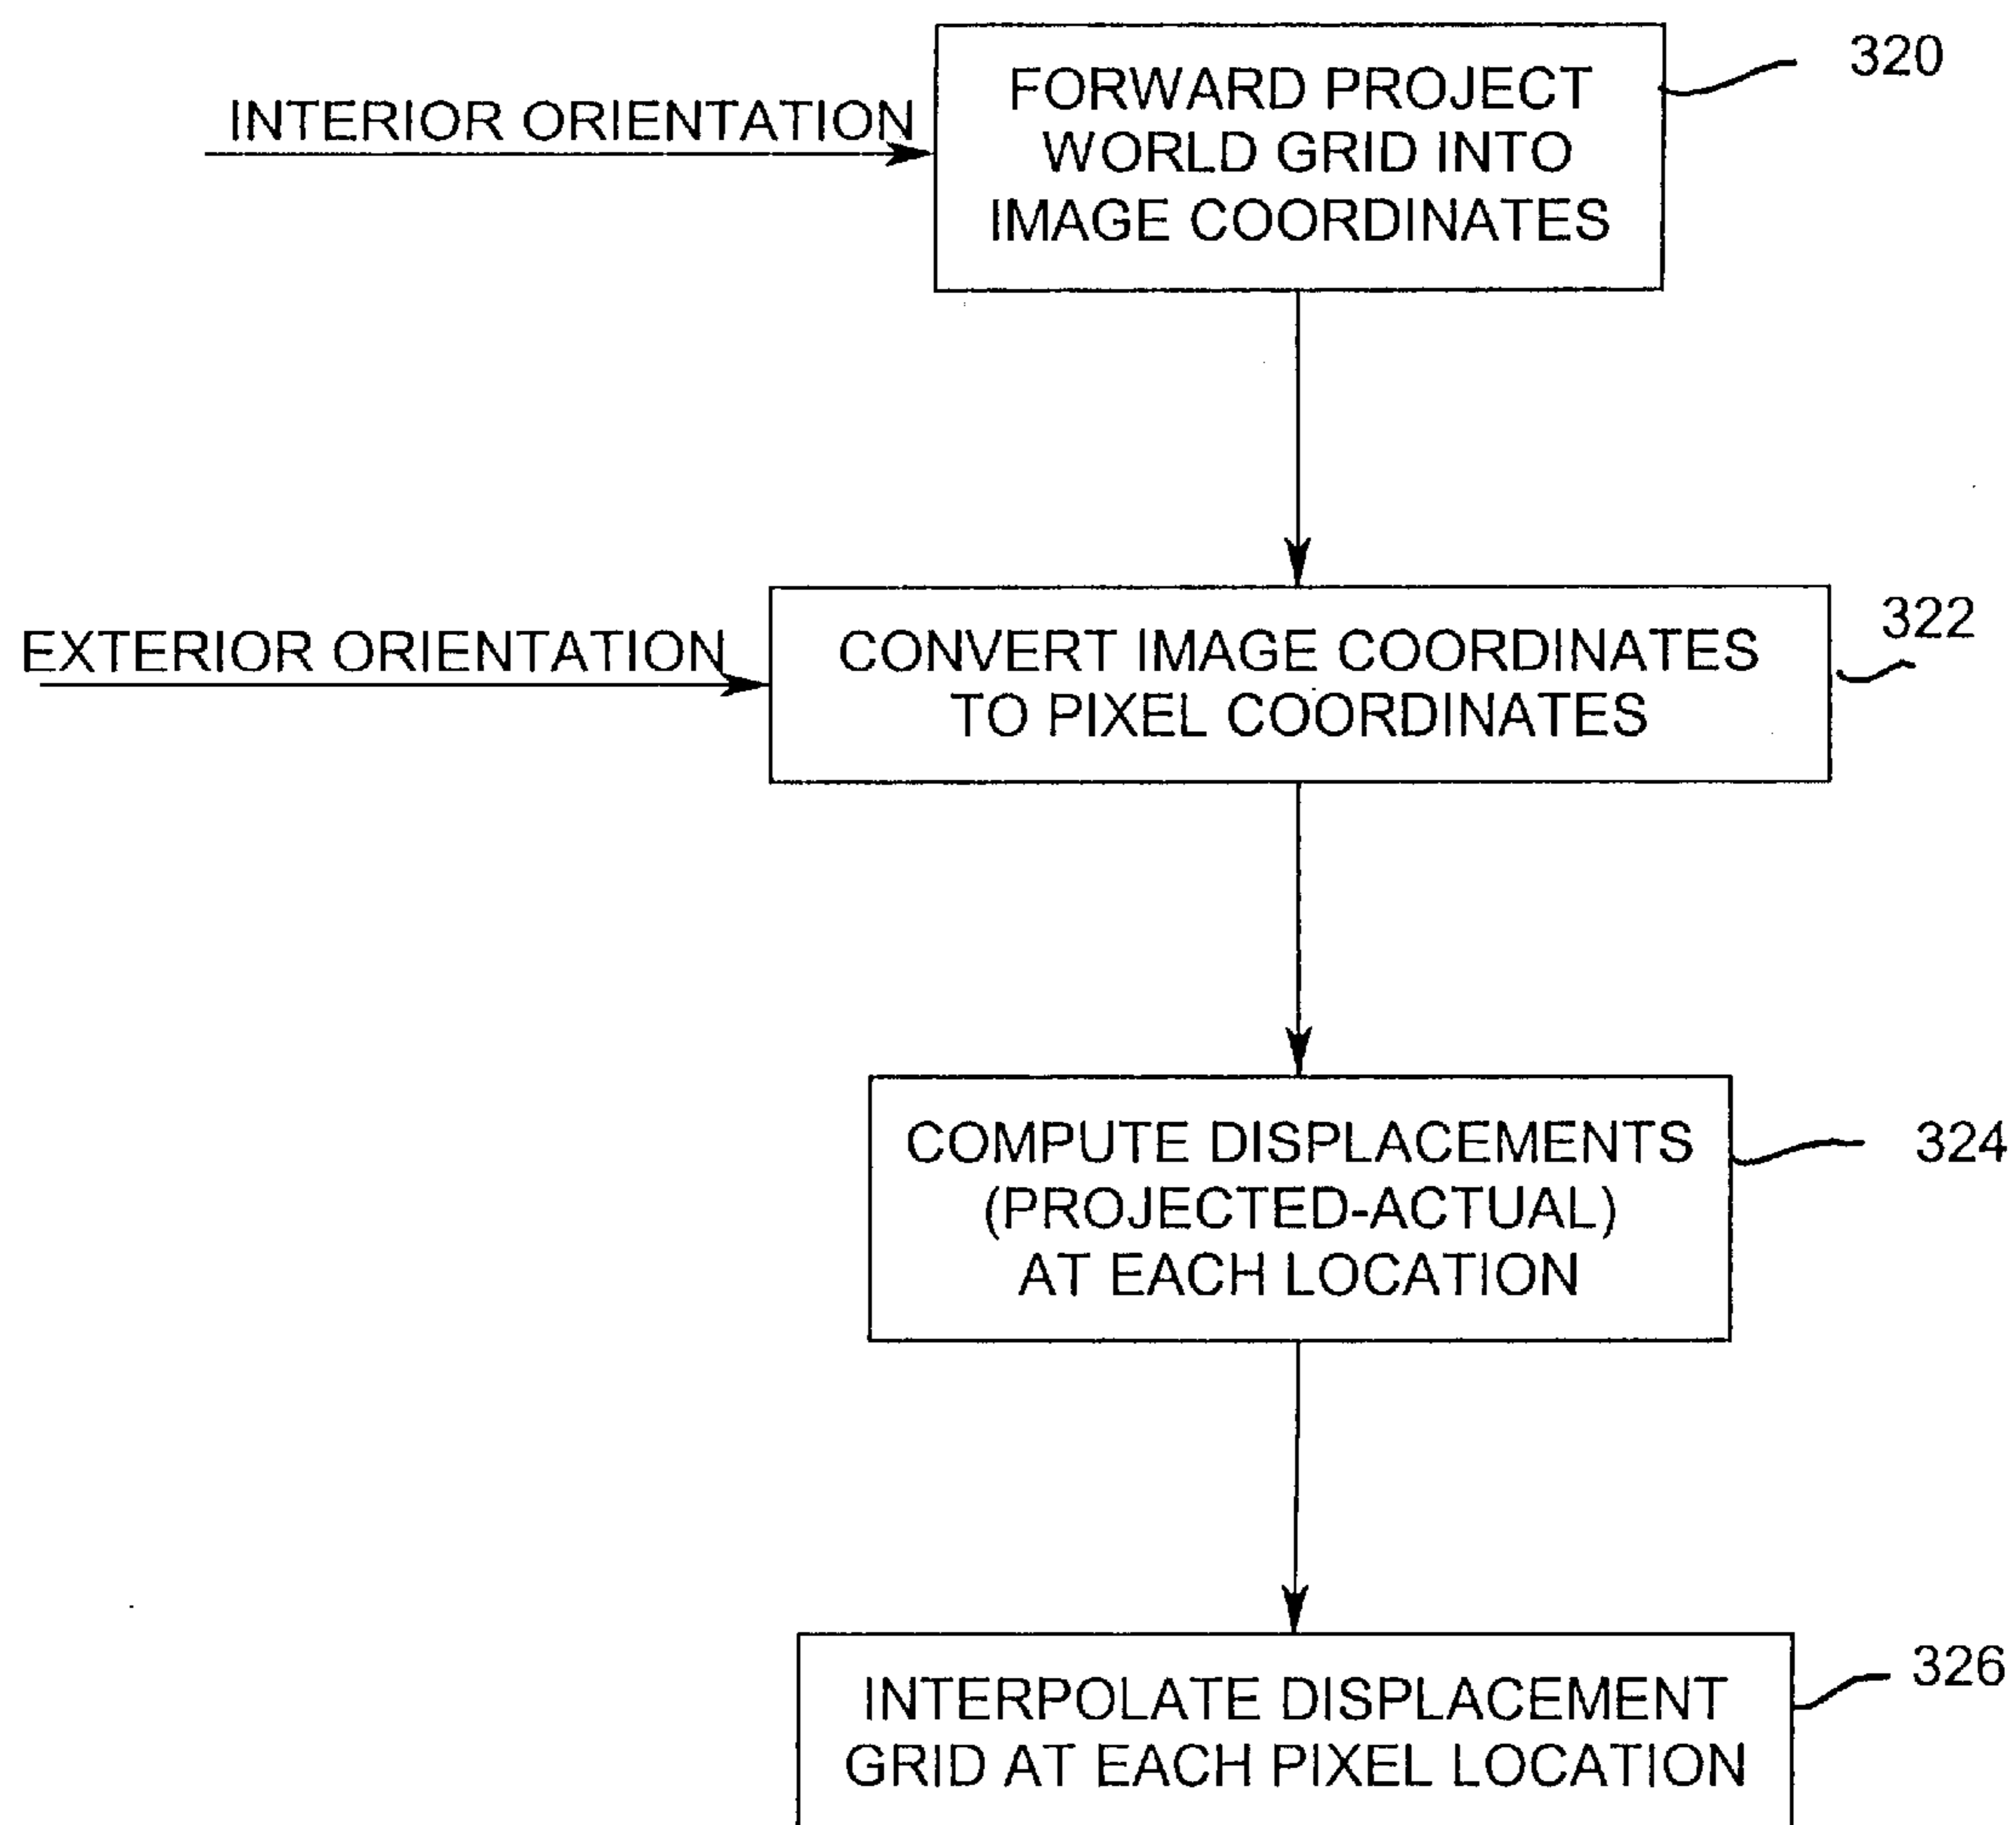 320
INTERIOR ORIENTATION
FORWARD PROJECT
WORLD GRID INTO
IMAGE COORDINATES
322
EXTERIOR ORIENTATION
CONVERT IMAGE COORDINATES
TO PIXEL COORDINATES
324
COMPUTE DISPLACEMENTS
(PROJECTED-ACTUAL)
AT EACH LOCATION
326
INTERPOLATE DISPLACEMENT
GRID AT EACH PIXEL LOCATION